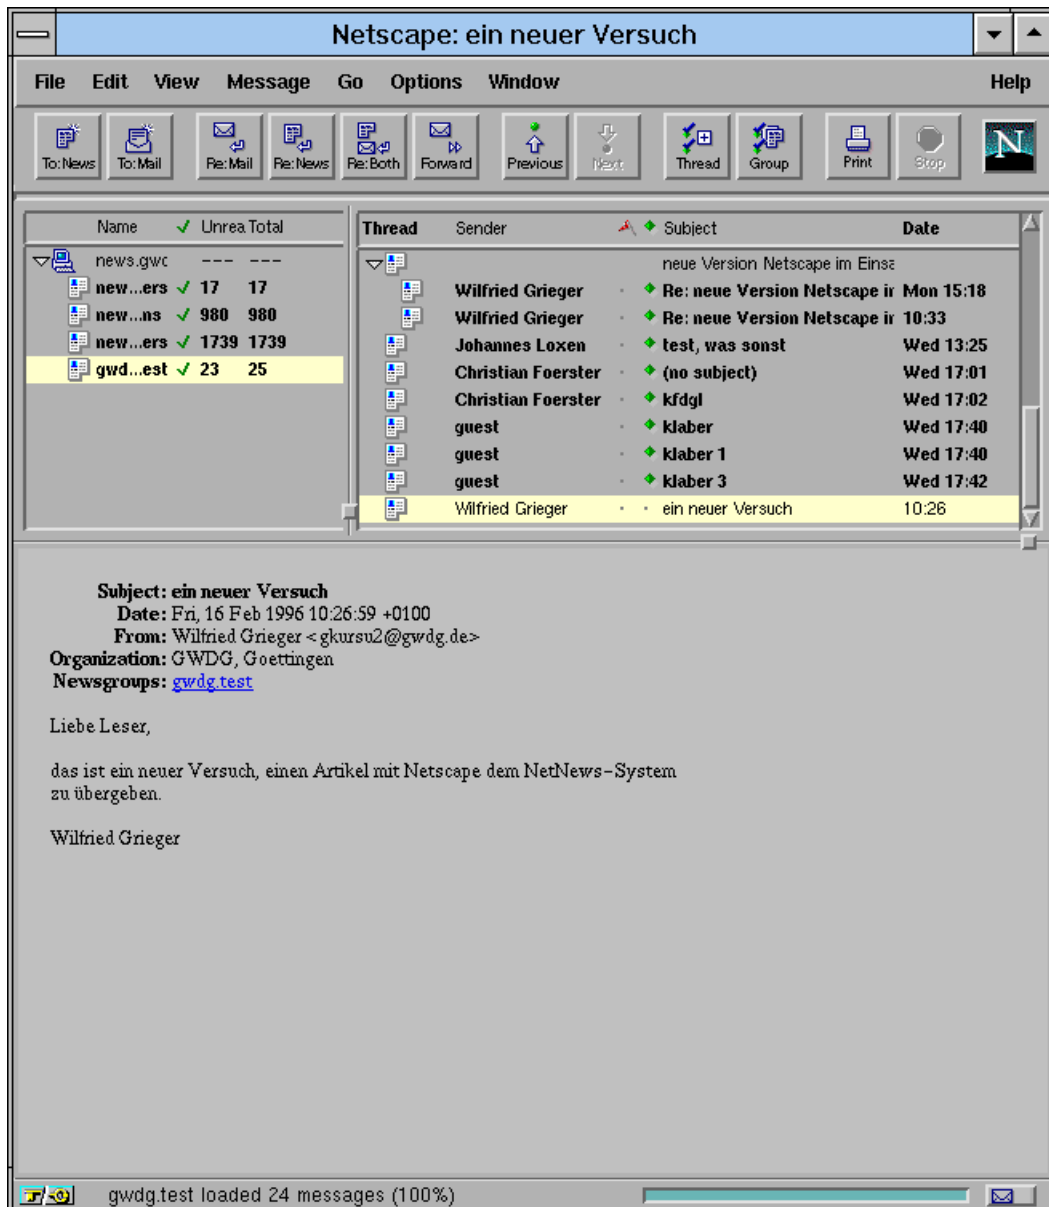 Netscape: ein neuer Versuch
File Edit View Message Go Options Window Help
To:News To:Mail Re:Mail Re:News Re:Both Forward Previous Next Thread Group Print Stop N
Name Unrea Total
news.gwc --- ---
new...ers 17 17
new...ns 980 980
new...ers 1739 1739
gwd...est 23 25
Thread Sender Subject Date
neue Version Netscape im Einsa
Wilfried Grieger Re: neue Version Netscape ir Mon 15:18
Wilfried Grieger Re: neue Version Netscape ir 10:33
Johannes Loxen test, was sonst Wed 13:25
Christian Foerster (no subject) Wed 17:01
Christian Foerster kfdgl Wed 17:02
guest klaber Wed 17:40
guest klaber 1 Wed 17:40
guest klaber 3 Wed 17:42
Wilfried Grieger ein neuer Versuch 10:26
Subject: ein neuer Versuch
Date: Fri, 16 Feb 1996 10:26:59 +0100
From: Wilfried Grieger <gkursu2@gwdg.de>
Organization: GWDG, Goettingen
Newsgroups: gwdg.test
Liebe Leser,
das ist ein neuer Versuch, einen Artikel mit Netscape dem NetNews-System
zu übergeben.
Wilfried Grieger
gwdg.test loaded 24 messages (100%)